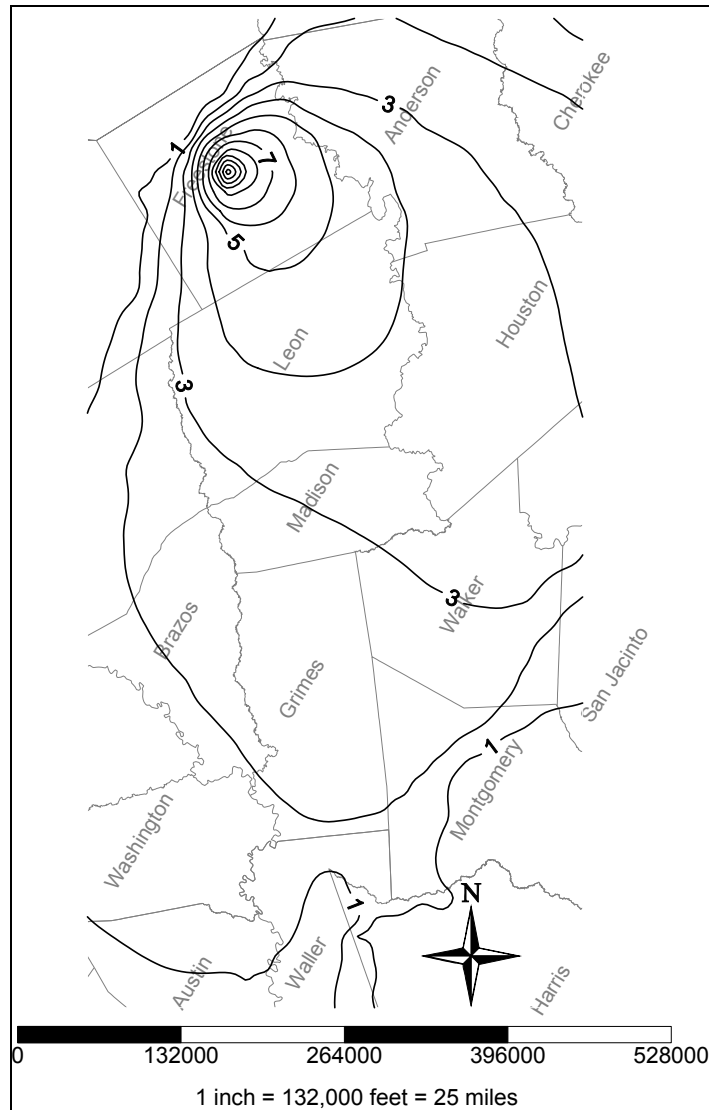 Cherokee
Anderson
3
1
Freestone
7
5
Houston
Leon
3
Madison
3
Walker
Brazos
San Jacinto
Grimes
1
Montgomery
Washington
N
1
Waller
Austin
Harris
0 132000 264000 396000 528000
1 inch = 132,000 feet = 25 miles